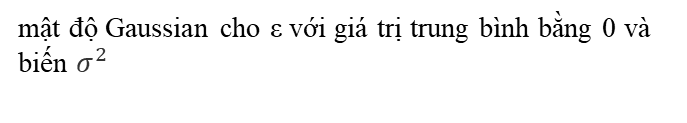 mật độ Gaussian cho ε với giá trị trung bình bằng 0 và
biến σ²